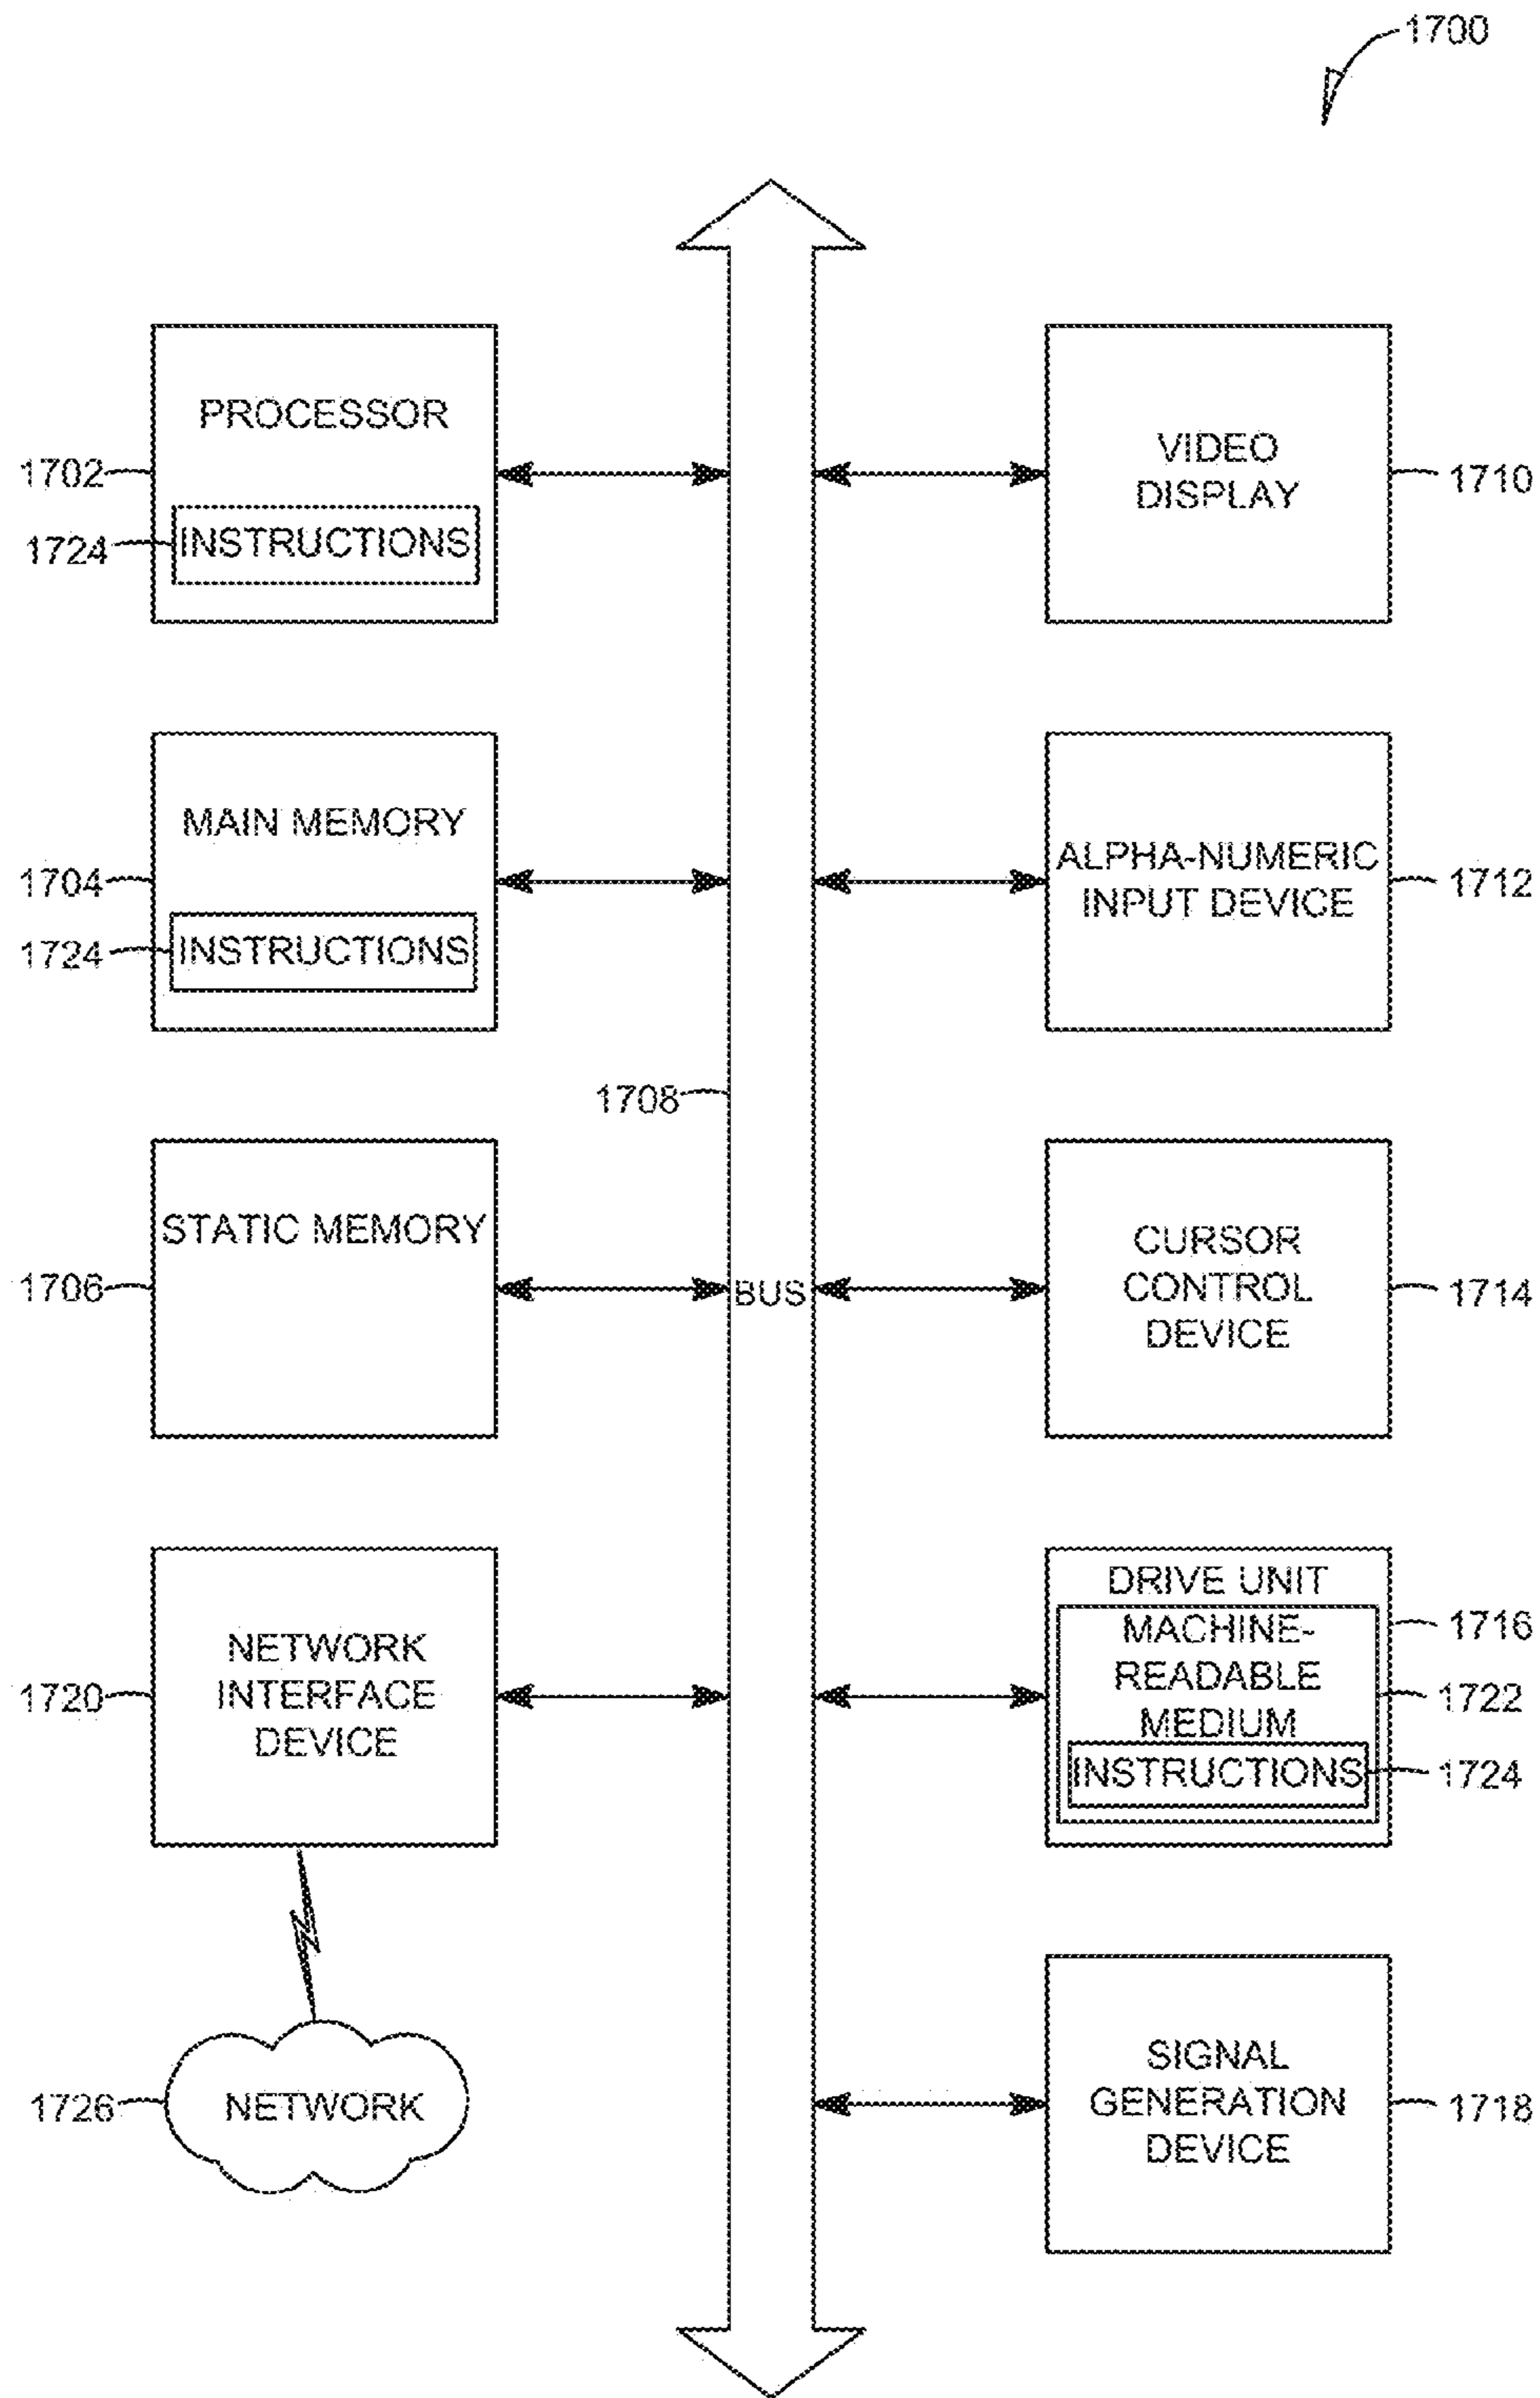 1700
PROCESSOR
1702
INSTRUCTIONS
1724
VIDEO
DISPLAY
1710
MAIN MEMORY
1704
INSTRUCTIONS
1724
ALPHA-NUMERIC
INPUT DEVICE
1712
1708
STATIC MEMORY
1706
BUS
CURSOR
CONTROL
DEVICE
1714
NETWORK
INTERFACE
DEVICE
1720
DRIVE UNIT
1716
MACHINE-
READABLE
MEDIUM
1722
INSTRUCTIONS
1724
NETWORK
1726
SIGNAL
GENERATION
DEVICE
1718